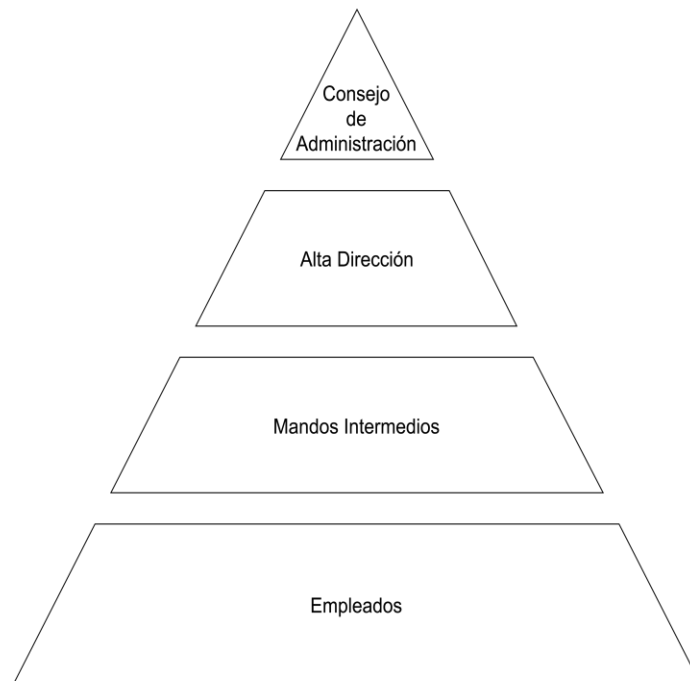 Consejo
de
Administración
Alta Dirección
Mandos Intermedios
Empleados